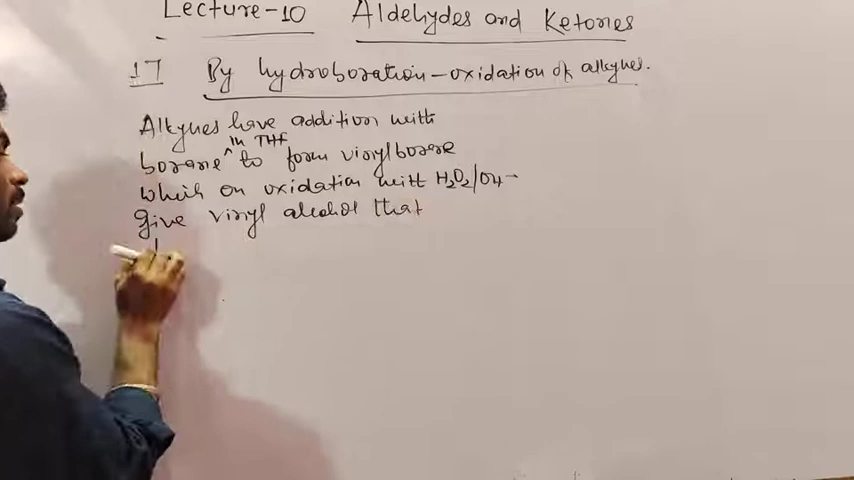 Lecture-10 Aldehydes and Ketones
17 By hydroboration-oxidation of alkynes.
Alkynes have addition with
borane ^ in THF to form vinylborane
which on oxidation with H2O2/OH-
Give vinyl alcohol that